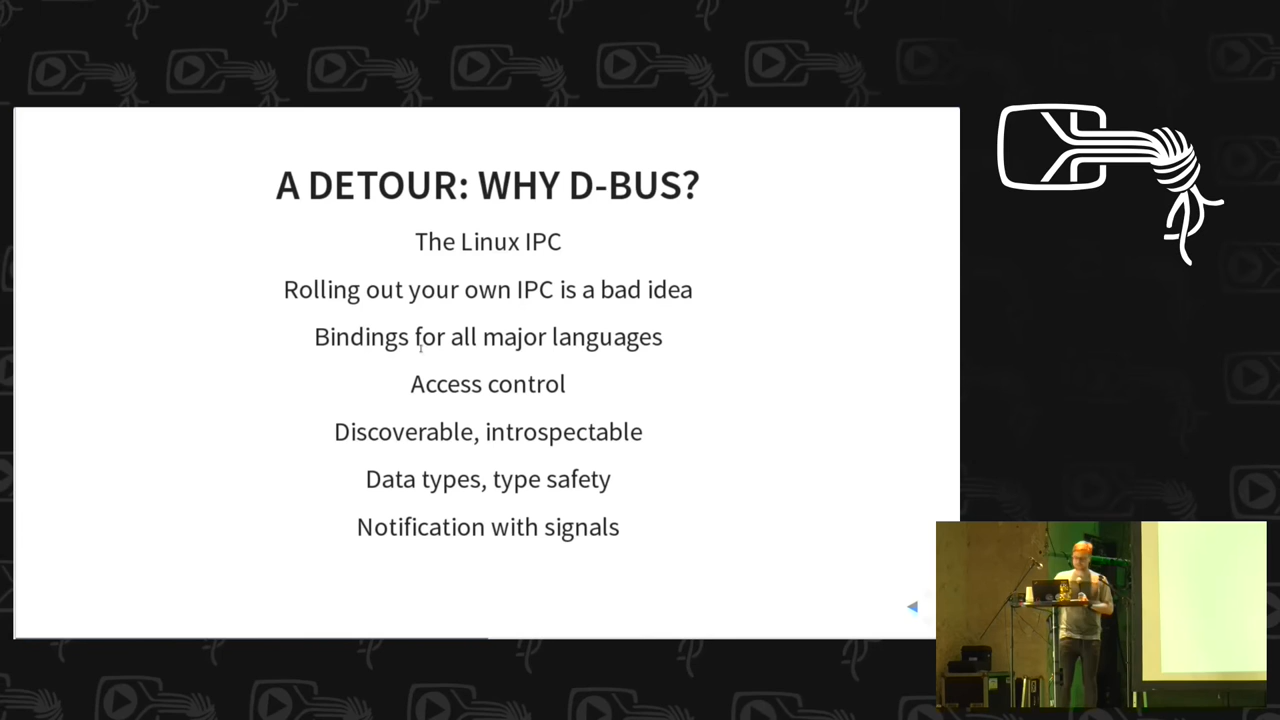 A DETOUR: WHY D-BUS?
The Linux IPC
Rolling out your own IPC is a bad idea
Bindings for all major languages
Access control
Discoverable, introspectable
Data types, type safety
Notification with signals